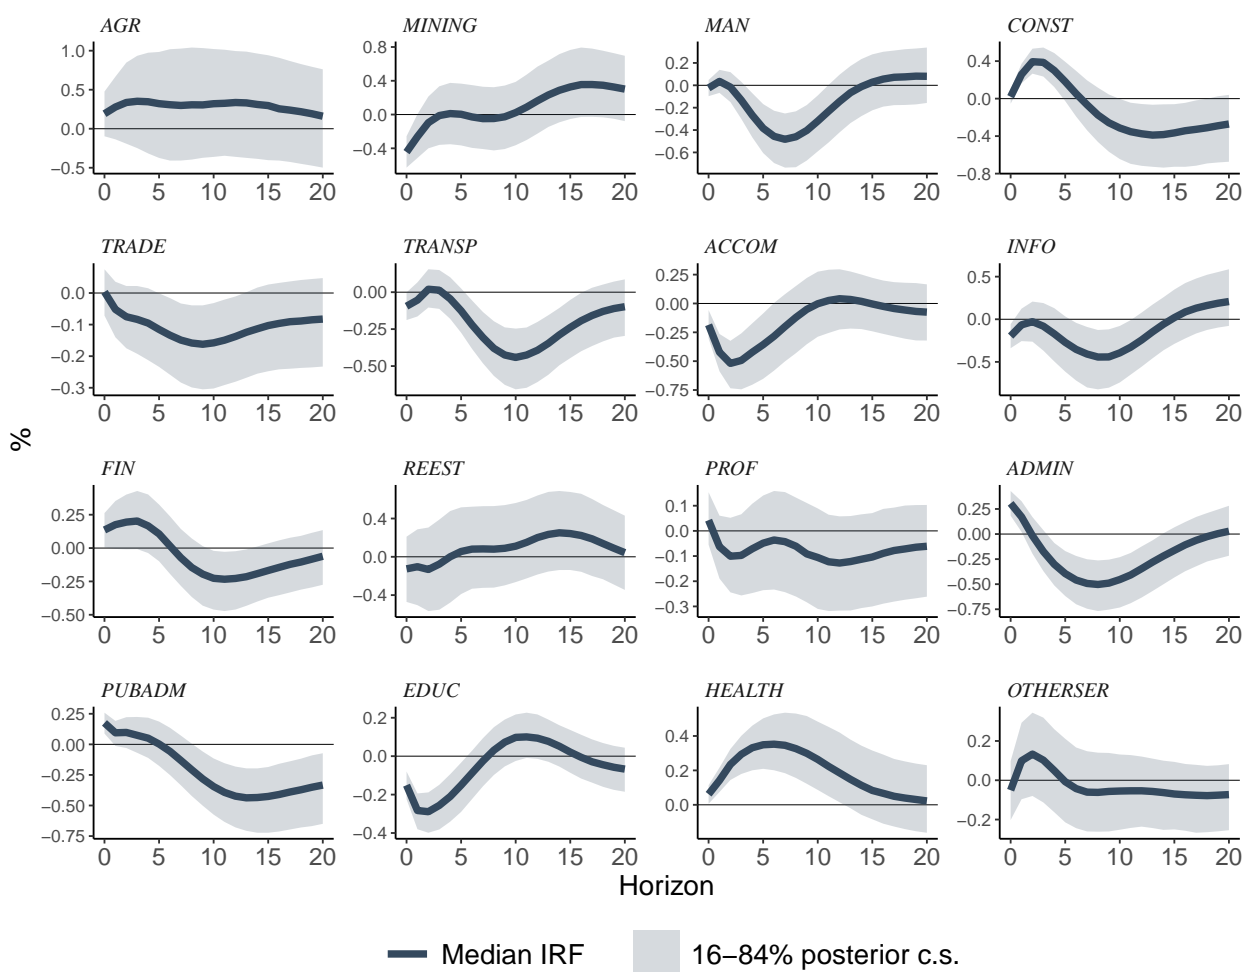 AGR MINING MAN CONST
1.0 0.5 0.0 −0.5
0.8 0.4 0.0 −0.4
0.2 0.0 −0.2 −0.4 −0.6
0.4 0.0 −0.4 −0.8
0 5 10 15 20 0 5 10 15 20 0 5 10 15 20 0 5 10 15 20
TRADE TRANSP ACCOM INFO
0.0 −0.1 −0.2 −0.3
0.00 −0.25 −0.50
0.25 0.00 −0.25 −0.50 −0.75
0.5 0.0 −0.5
0 5 10 15 20 0 5 10 15 20 0 5 10 15 20 0 5 10 15 20
%
FIN REEST PROF ADMIN
0.25 0.00 −0.25 −0.50
0.4 0.0 −0.4
0.1 0.0 −0.1 −0.2 −0.3
0.25 0.00 −0.25 −0.50 −0.75
0 5 10 15 20 0 5 10 15 20 0 5 10 15 20 0 5 10 15 20
PUBADM EDUC HEALTH OTHERSER
0.25 0.00 −0.25 −0.50 −0.75
0.2 0.0 −0.2 −0.4
0.4 0.2 0.0
0.2 0.0 −0.2
0 5 10 15 20 0 5 10 15 20 0 5 10 15 20 0 5 10 15 20
Horizon
Median IRF 16−84% posterior c.s.